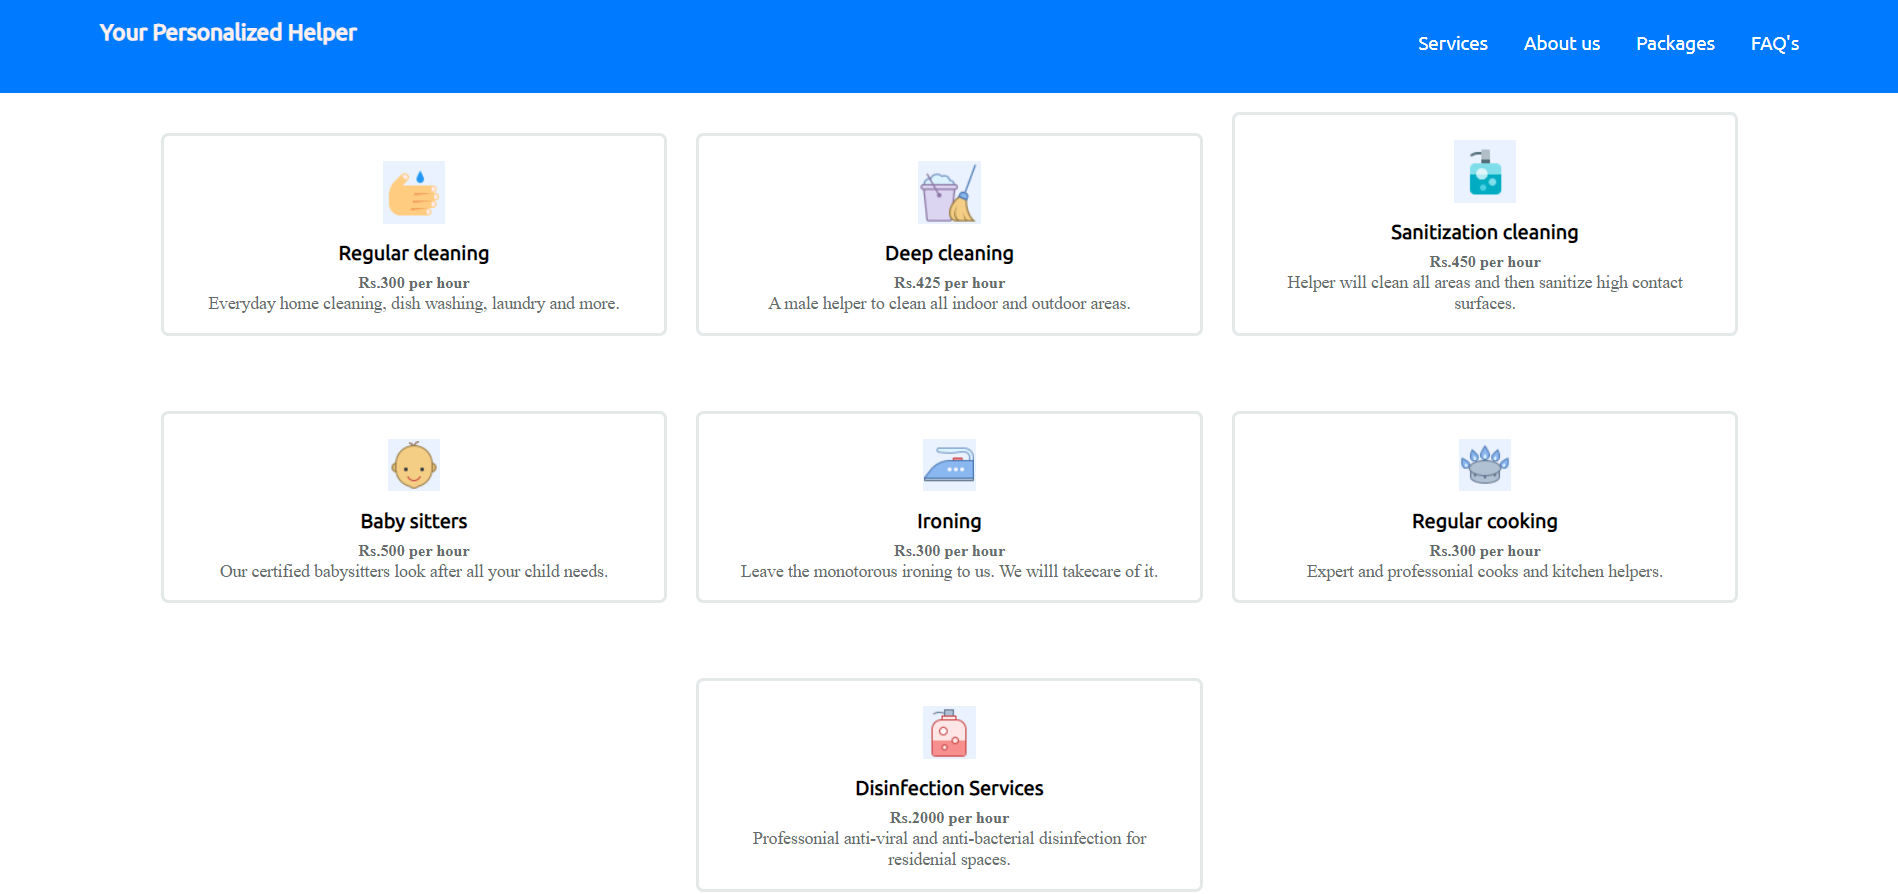 Your Personalized Helper
Services About us Packages FAQ's
Regular cleaning
Rs.300 per hour
Everyday home cleaning, dish washing, laundry and more.
Deep cleaning
Rs.425 per hour
A male helper to clean all indoor and outdoor areas.
Sanitization cleaning
Rs.450 per hour
Helper will clean all areas and then sanitize high contact
surfaces.
Baby sitters
Rs.500 per hour
Our certified babysitters look after all your child needs.
Ironing
Rs.300 per hour
Leave the monotorous ironing to us. We willl takecare of it.
Regular cooking
Rs.300 per hour
Expert and professonial cooks and kitchen helpers.
Disinfection Services
Rs.2000 per hour
Professonial anti-viral and anti-bacterial disinfection for
residenial spaces.